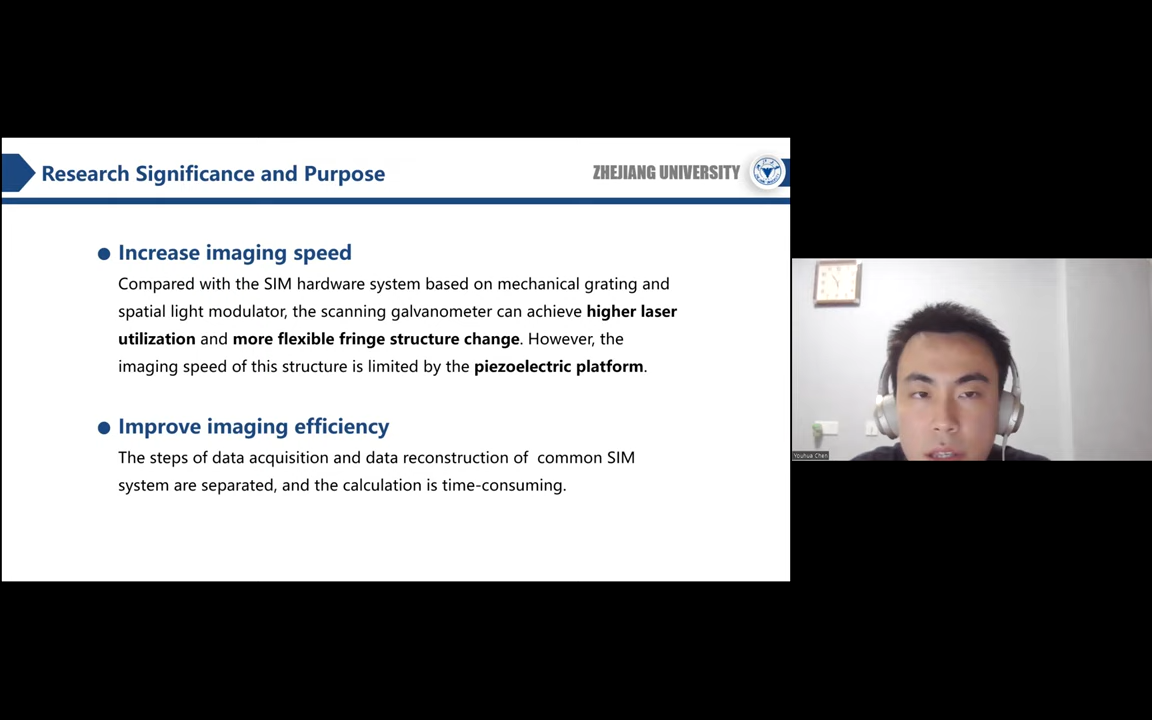 Research Significance and Purpose
ZHEJIANG UNIVERSITY
● Increase imaging speed
Compared with the SIM hardware system based on mechanical grating and
spatial light modulator, the scanning galvanometer can achieve higher laser
utilization and more flexible fringe structure change. However, the
imaging speed of this structure is limited by the piezoelectric platform.
● Improve imaging efficiency
The steps of data acquisition and data reconstruction of  common SIM
system are separated, and the calculation is time-consuming.
Youhua Chen